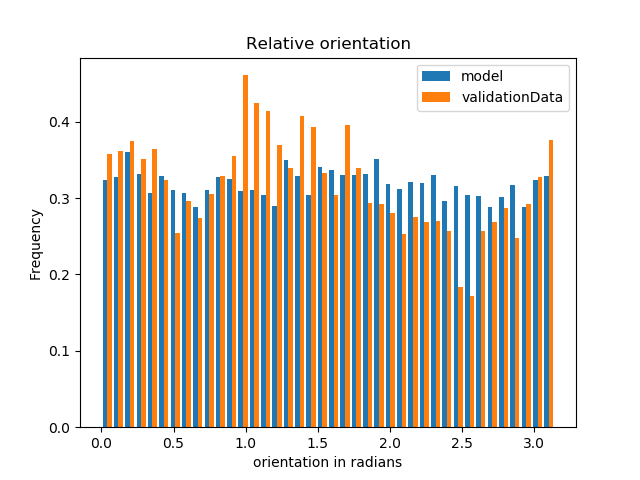 Relative orientation
model
validationData
Frequency
0.4
0.3
0.2
0.1
0.0
0.0 0.5 1.0 1.5 2.0 2.5 3.0
orientation in radians